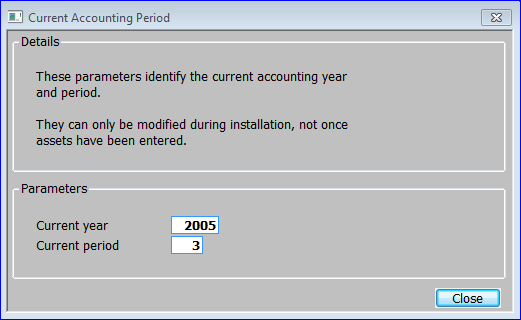 Current Accounting Period
Details
These parameters identify the current accounting year
and period.
They can only be modified during installation, not once
assets have been entered.
Parameters
Current year 2005
Current period 3
Close